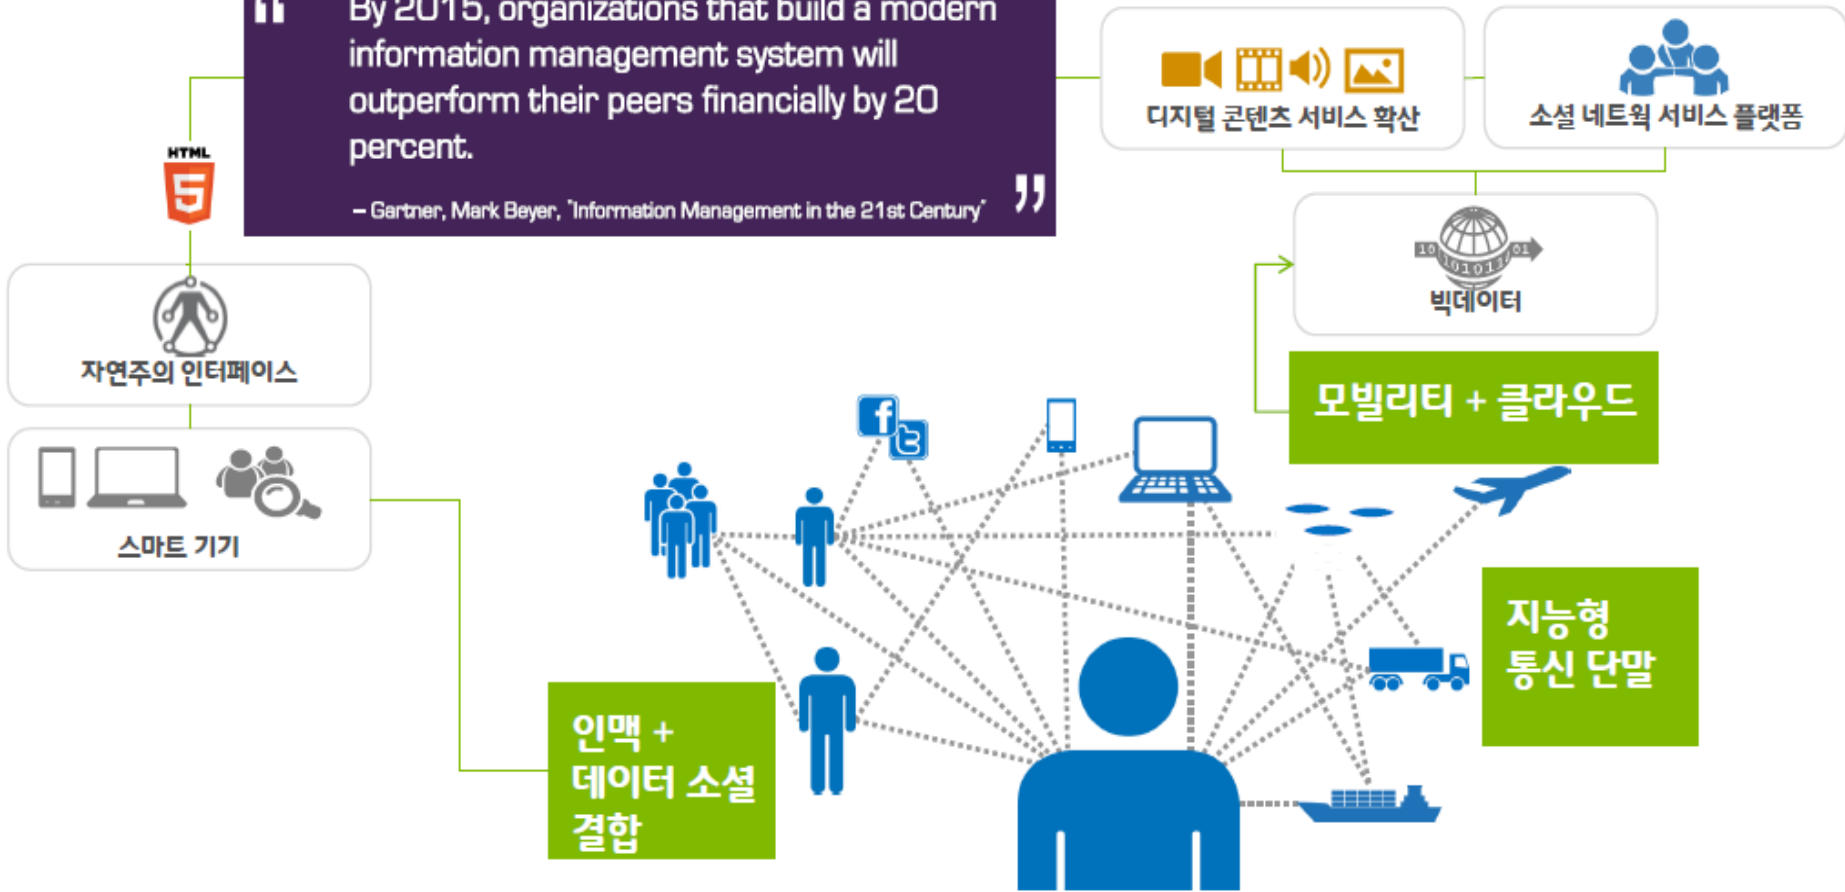 By 2015, organizations that build a modern
information management system will
outperform their peers financially by 20
percent.
– Gartner, Mark Beyer, "Information Management in the 21st Century"
디지털 콘텐츠 서비스 확산
소셜 네트웍 서비스 플랫폼
HTML
5
10
101011
01
빅데이터
자연주의 인터페이스
모빌리티 + 클라우드
스마트 기기
f
t
지능형
통신 단말
인맥 +
데이터 소셜
결합